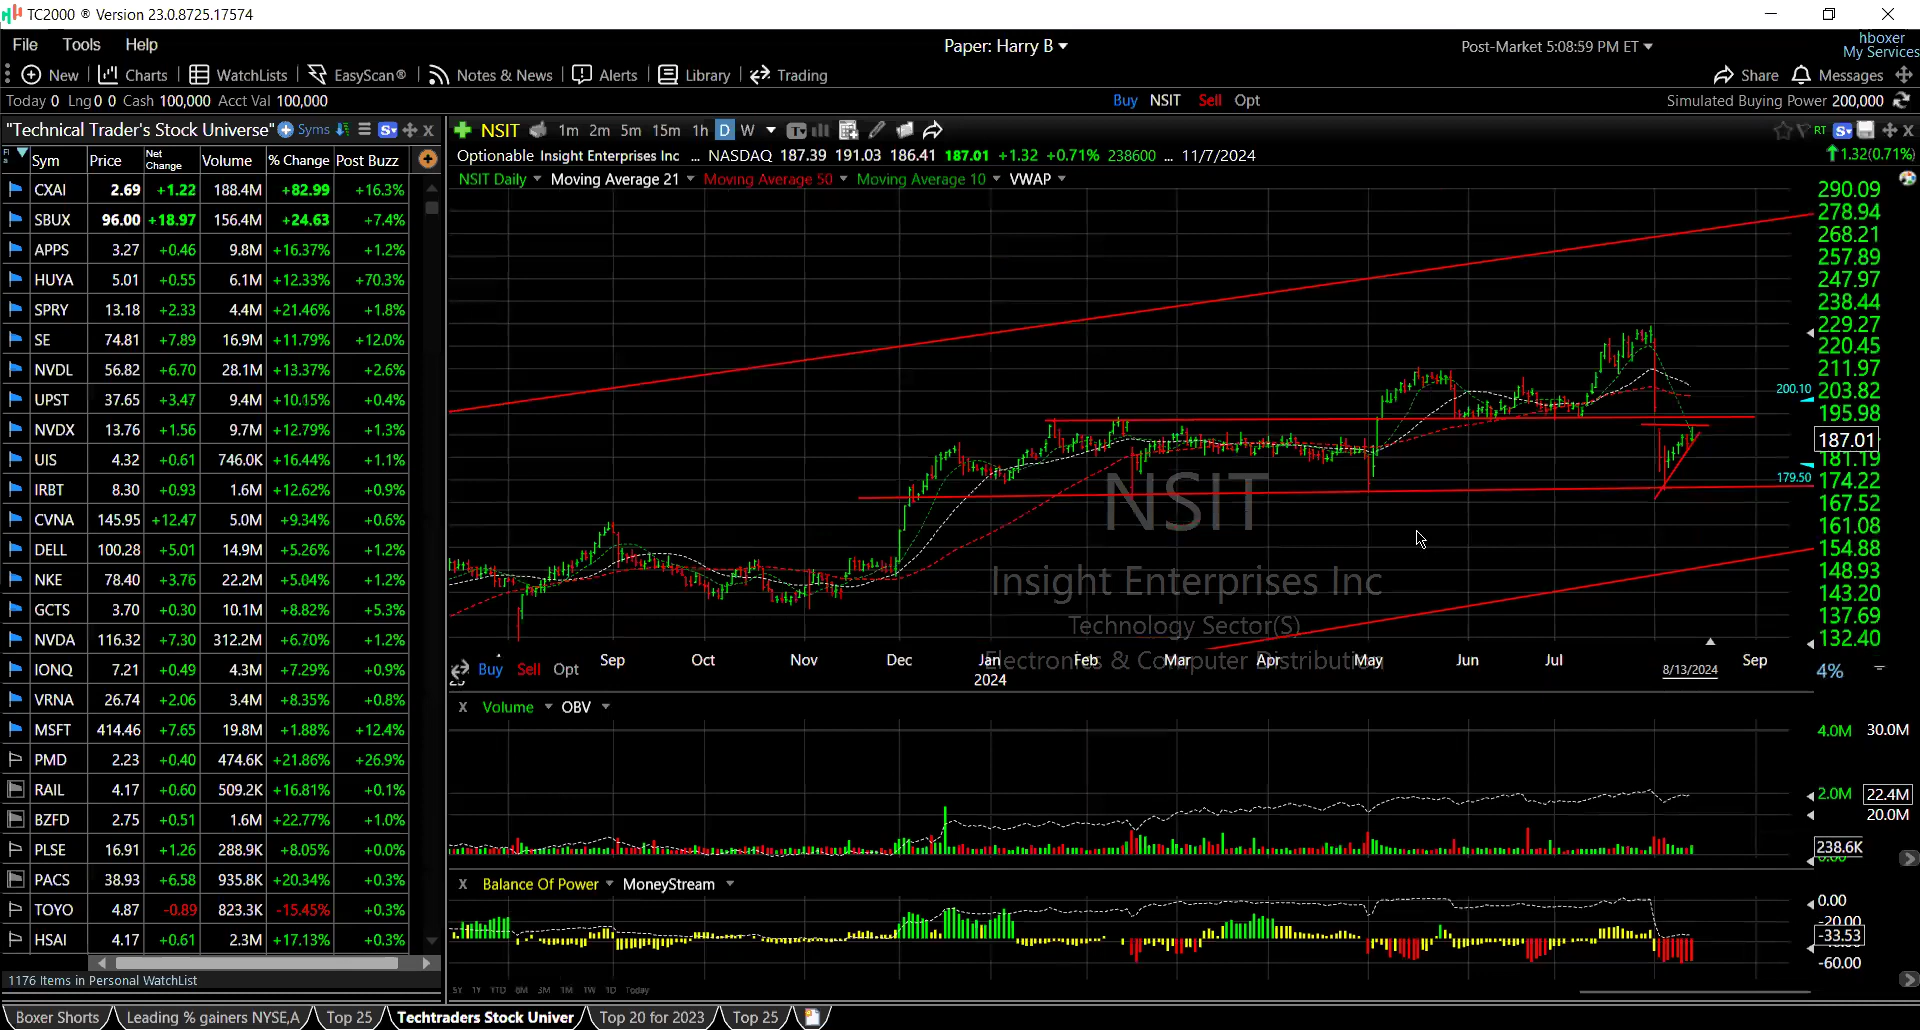 TC2000 ® Version 23.0.8725.17574
File Tools Help
Paper: Harry B
Post-Market 5:08:59 PM ET
hboxer
My Services
New Charts WatchLists EasyScan® Notes & News Alerts Library Trading
Share Messages
Today 0 Lng 0 0 Cash 100,000 Acct Val 100,000
Buy NSIT Sell Opt
Simulated Buying Power 200,000
"Technical Trader's Stock Universe" Syms
NSIT 1m 2m 5m 15m 1h D W
RT
Sym Price Net Change Volume % Change Post Buzz
Optionable Insight Enterprises Inc ... NASDAQ 187.39 191.03 186.41 187.01 +1.32 +0.71% 238600 ... 11/7/2024
1.32(0.71%)
NSIT Daily Moving Average 21 Moving Average 50 Moving Average 10 VWAP
CXAI 2.69 +1.22 188.4M +82.99 +16.3%
SBUX 96.00 +18.97 156.4M +24.63 +7.4%
APPS 3.27 +0.46 9.8M +16.37% +1.2%
HUYA 5.01 +0.55 6.1M +12.33% +70.3%
SPRY 13.18 +2.33 4.4M +21.46% +1.8%
SE 74.81 +7.89 16.9M +11.79% +12.0%
NVDL 56.82 +6.70 28.1M +13.37% +2.6%
UPST 37.65 +3.47 9.4M +10.15% +0.4%
NVDX 13.76 +1.56 9.7M +12.79% +1.3%
UIS 4.32 +0.61 746.0K +16.44% +1.1%
IRBT 8.30 +0.93 1.6M +12.62% +0.9%
CVNA 145.95 +12.47 5.0M +9.34% +0.6%
DELL 100.28 +5.01 14.9M +5.26% +1.2%
NKE 78.40 +3.76 22.2M +5.04% +1.2%
GCTS 3.70 +0.30 10.1M +8.82% +5.3%
NVDA 116.32 +7.30 312.2M +6.70% +1.2%
IONQ 7.21 +0.49 4.3M +7.29% +0.9%
VRNA 26.74 +2.06 3.4M +8.35% +0.8%
MSFT 414.46 +7.65 19.8M +1.88% +12.4%
PMD 2.23 +0.40 474.6K +21.86% +26.9%
RAIL 4.17 +0.60 509.2K +16.81% +0.1%
BZFD 2.75 +0.51 1.6M +22.77% +1.0%
PLSE 16.91 +1.26 288.9K +8.05% +0.0%
PACS 38.93 +6.58 935.8K +20.34% +0.3%
TOYO 4.87 -0.89 823.3K -15.45% +0.3%
HSAI 4.17 +0.61 2.3M +17.13% +0.3%
1176 Items in Personal WatchList
290.09
278.94
268.21
257.89
247.97
238.44
229.27
220.45
211.97
200.10
203.82
195.98
187.01
181.19
179.50
174.22
167.52
161.08
154.88
148.93
143.20
137.69
132.40
NSIT
Insight Enterprises Inc
Technology Sector(S)
Electronics & Computer Distribution
Buy Sell Opt
Sep Oct Nov Dec Jan Feb Mar Apr May Jun Jul Sep
2024
8/13/2024
4%
X Volume OBV
4.0M 30.0M
2.0M 22.4M
20.0M
238.6K
X Balance Of Power MoneyStream
0.00
-20.00
-33.53
-60.00
5Y 1Y YTD 6M 3M 1M 1W 1D Today
Boxer Shorts Leading % gainers NYSE,A Top 25 Techtraders Stock Univer Top 20 for 2023 Top 25